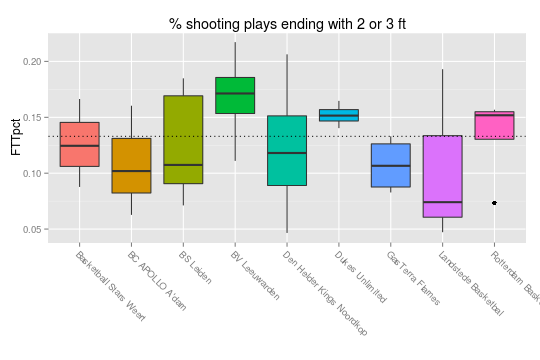 % shooting plays ending with 2 or 3 ft
FTTpct
0.20
0.15
0.10
0.05
Basketball Stars Weert
BC APOLLO A'dam
BS Leiden
BV Leeuwarden
Den Helder Kings Noordkop
Dukes Unlimited
GasTerra Flames
Landstede Basketbal
Rotterdam Bask